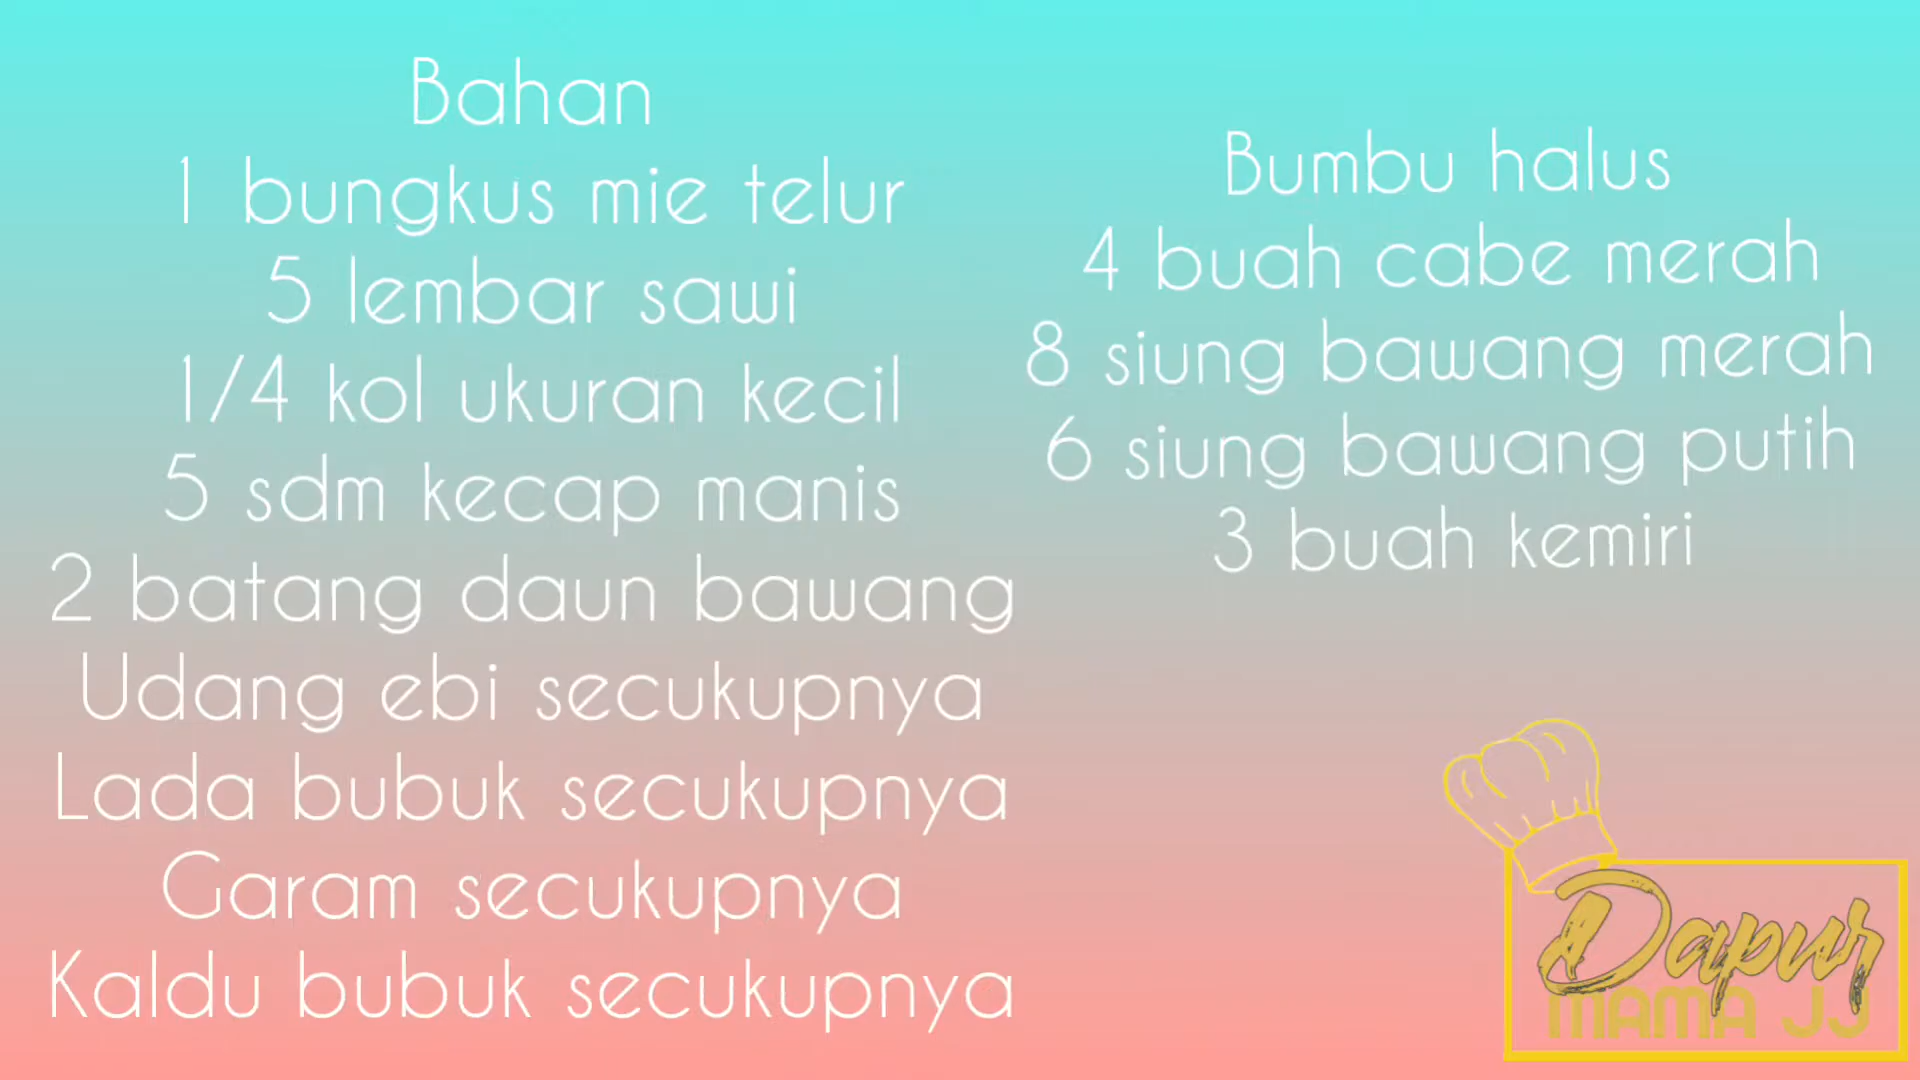 Bahan
1 bungkus mie telur
5 lembar sawi
1/4 kol ukuran kecil
5 sdm kecap manis
2 batang daun bawang
Udang ebi secukupnya
Lada bubuk secukupnya
Garam secukupnya
Kaldu bubuk secukupnya
Bumbu halus
4 buah cabe merah
8 siung bawang merah
6 siung bawang putih
3 buah kemiri
Dapur
MAMA JJ